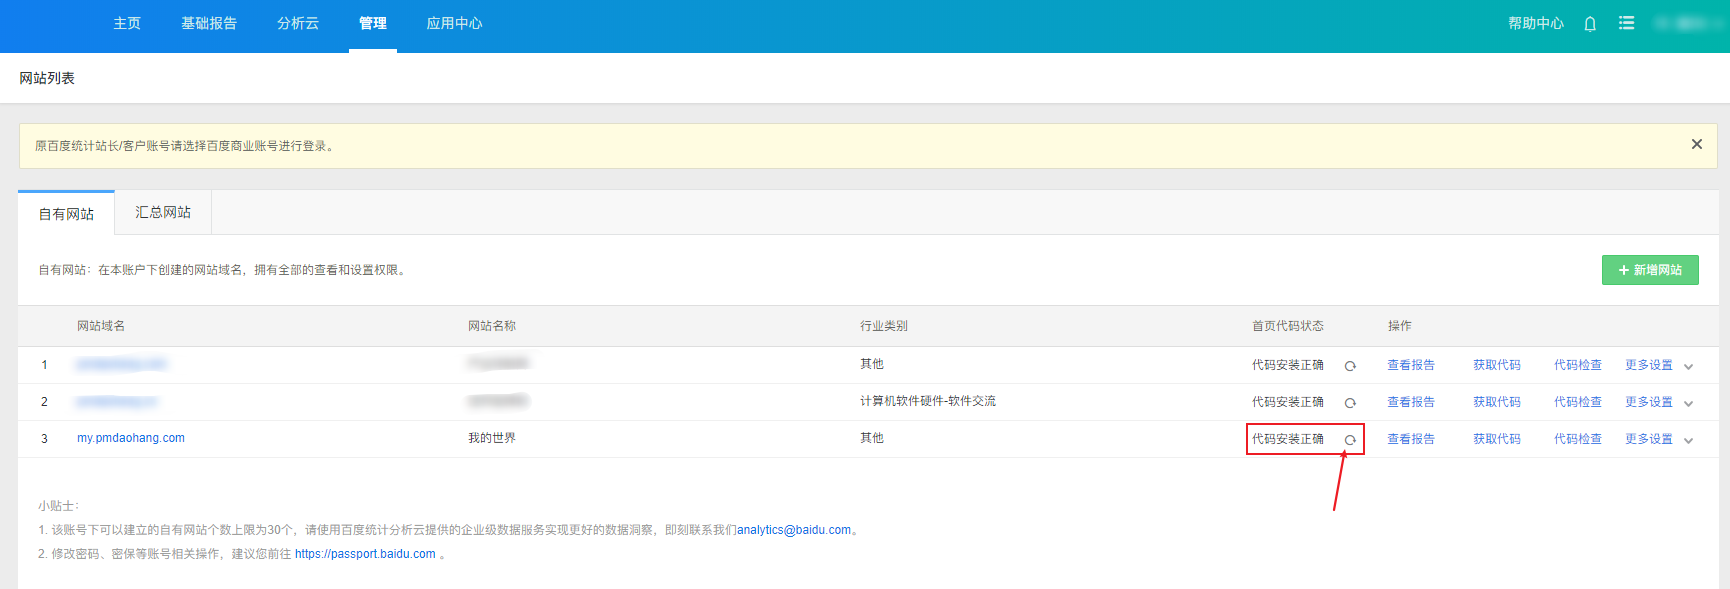 主页 基础报告 分析云 管理 应用中心 帮助中心
网站列表
原百度统计站长/客户账号请选择百度商业账号进行登录。
自有网站 汇总网站
自有网站：在本账户下创建的网站域名，拥有全部的查看和设置权限。
新增网站
网站域名 网站名称 行业类别 首页代码状态 操作
1 其他 代码安装正确 查看报告 获取代码 代码检查 更多设置
2 计算机软件硬件-软件交流 代码安装正确 查看报告 获取代码 代码检查 更多设置
3 my.pmdaohang.com 我的世界 其他 代码安装正确 查看报告 获取代码 代码检查 更多设置
小贴士：
1. 该账号下可以建立的自有网站个数上限为30个，请使用百度统计分析云提供的企业级数据服务实现更好的数据洞察，即刻联系我们analytics@baidu.com。
2. 修改密码、密保等账号相关操作，建议您前往 https://passport.baidu.com 。